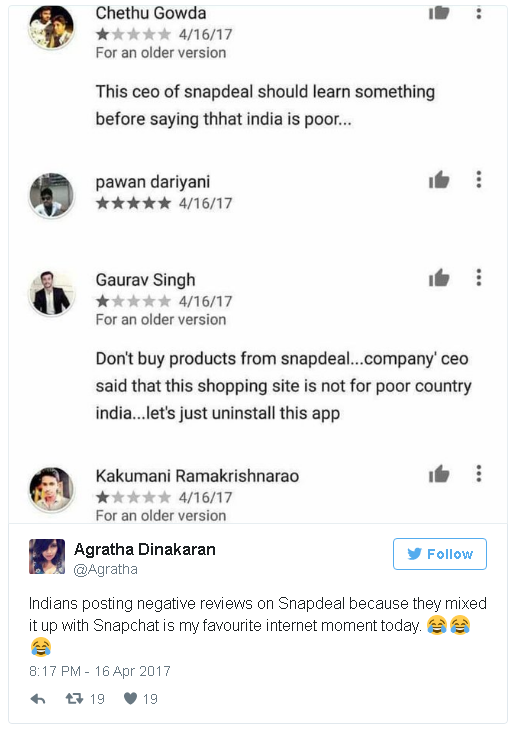 Chethu Gowda
4/16/17
For an older version
This ceo of snapdeal should learn something
before saying thhat india is poor...
pawan dariyani
4/16/17
Gaurav Singh
4/16/17
For an older version
Don't buy products from snapdeal...company' ceo
said that this shopping site is not for poor country
india...let's just uninstall this app
Kakumani Ramakrishnarao
4/16/17
For an older version
Agratha Dinakaran
@Agratha
Follow
Indians posting negative reviews on Snapdeal because they mixed
it up with Snapchat is my favourite internet moment today. 😂😂
😂
8:17 PM - 16 Apr 2017
19 19